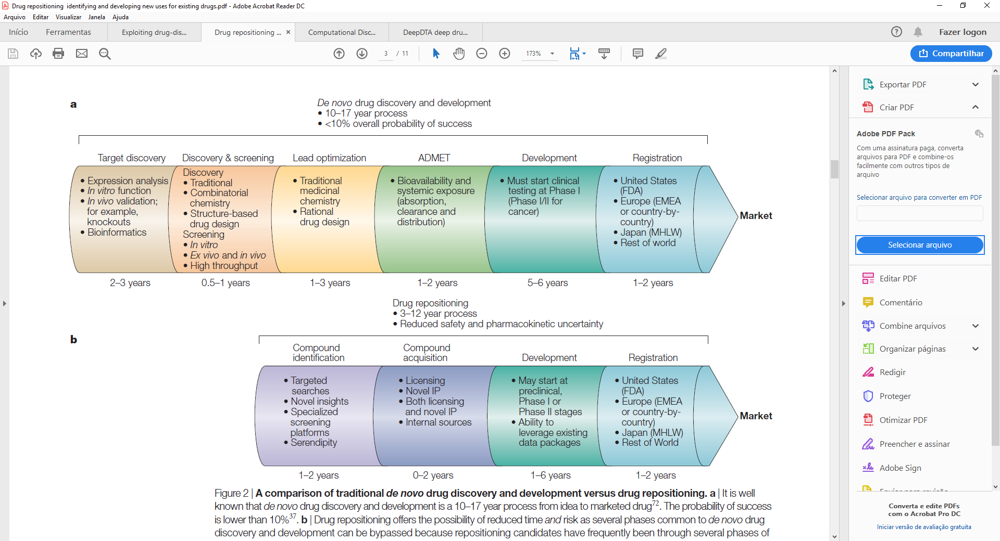 Drug repositioning  identifying and developing new uses for existing drugs.pdf - Adobe Acrobat Reader DC
Arquivo Editar Visualizar Janela Ajuda
Início Ferramentas Exploiting drug-dis... Drug repositioning ... × Computational Disc... DeepDTA deep dru... Fazer logon
3 / 11 173% Compartilhar
a
De novo drug discovery and development
• 10–17 year process
• <10% overall probability of success
Target discovery
Discovery & screening
Lead optimization
ADMET
Development
Registration
• Expression analysis
• In vitro function
• In vivo validation;
for example,
knockouts
• Bioinformatics
Discovery
• Traditional
• Combinatorial
chemistry
• Structure-based
drug design
Screening
• In vitro
• Ex vivo and in vivo
• High throughput
• Traditional
medicinal
chemistry
• Rational
drug design
• Bioavailability and
systemic exposure
(absorption,
clearance and
distribution)
• Must start clinical
testing at Phase I
(Phase I/II for
cancer)
• United States
(FDA)
• Europe (EMEA
or country-by-
country)
• Japan (MHLW)
• Rest of world
Market
2–3 years
0.5–1 years
1–3 years
1–2 years
5–6 years
1–2 years
Drug repositioning
• 3–12 year process
• Reduced safety and pharmacokinetic uncertainty
b
Compound
identification
Compound
acquisition
Development
Registration
• Targeted
searches
• Novel insights
• Specialized
screening
platforms
• Serendipity
• Licensing
• Novel IP
• Both licensing
and novel IP
• Internal sources
• May start at
preclinical,
Phase I or
Phase II stages
• Ability to
leverage existing
data packages
• United States
(FDA)
• Europe (EMEA
or country-by-
country)
• Japan (MHLW)
• Rest of World
Market
1–2 years
0–2 years
1–6 years
1–2 years
Figure 2 | A comparison of traditional de novo drug discovery and development versus drug repositioning. a | It is well
known that de novo drug discovery and development is a 10–17 year process from idea to marketed drug72. The probability of success
is lower than 10%37. b | Drug repositioning offers the possibility of reduced time and risk as several phases common to de novo drug
discovery and development can be bypassed because repositioning candidates have frequently been through several phases of
Exportar PDF
Criar PDF
Adobe PDF Pack
Com uma assinatura paga, converta
arquivos para PDF e combine-os
facilmente com outros tipos de
arquivo
Selecionar arquivo para converter em PDF
Selecionar arquivo
Editar PDF
Comentário
Combine arquivos
Organizar páginas
Redigir
Proteger
Otimizar PDF
Preencher e assinar
Adobe Sign
Enviar para revisão
Converta e edite PDFs
com o Acrobat Pro DC
Iniciar versão de avaliação gratuita